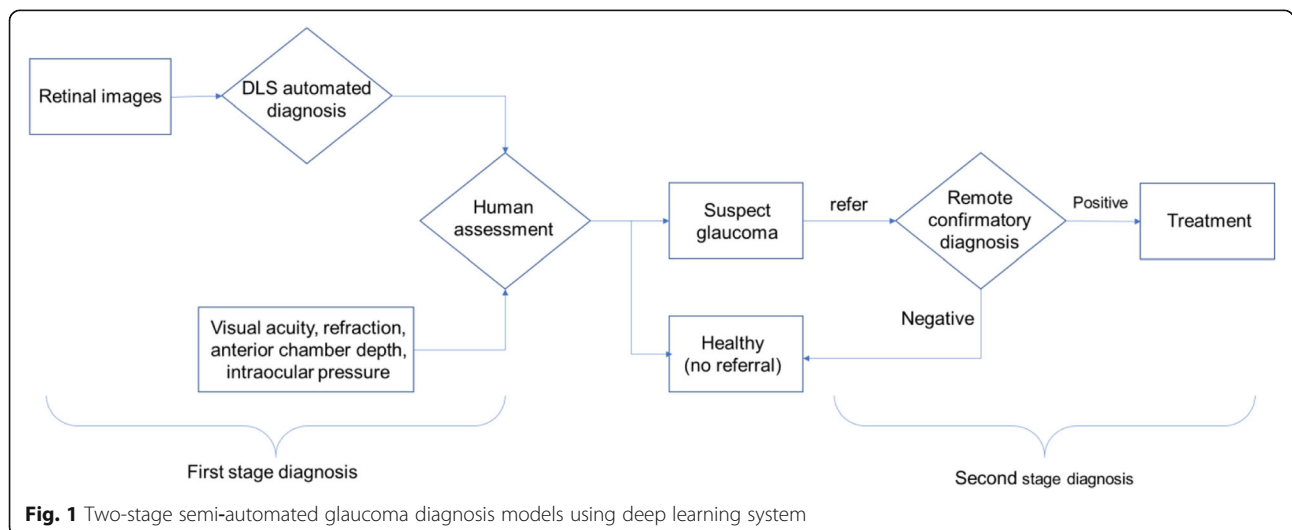 Retinal images
DLS automated
diagnosis
Human
assessment
Visual acuity, refraction,
anterior chamber depth,
intraocular pressure
Suspect
glaucoma
refer
Remote
confirmatory
diagnosis
Positive
Treatment
Negative
Healthy
(no referral)
First stage diagnosis
Second stage diagnosis
Fig. 1 Two-stage semi-automated glaucoma diagnosis models using deep learning system